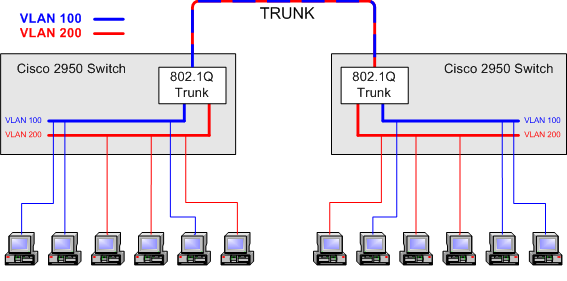 VLAN 100
VLAN 200
TRUNK
Cisco 2950 Switch
802.1Q
Trunk
VLAN 100
VLAN 200
802.1Q
Trunk
Cisco 2950 Switch
VLAN 100
VLAN 200